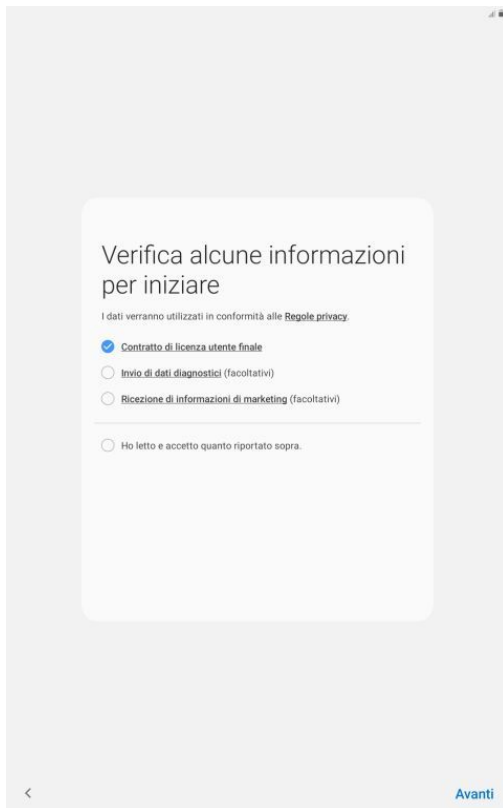 Verifica alcune informazioni
per iniziare
I dati verranno utilizzati in conformità alle Regole privacy.
Contratto di licenza utente finale
Invio di dati diagnostici (facoltativi)
Ricezione di informazioni di marketing (facoltativi)
Ho letto e accetto quanto riportato sopra.
Avanti